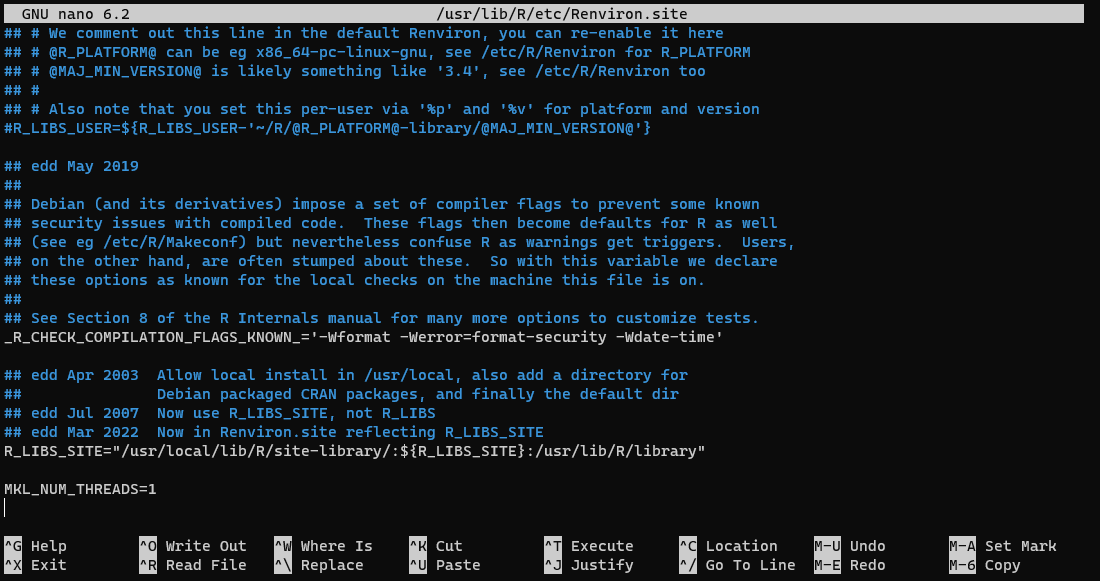 GNU nano 6.2 /usr/lib/R/etc/Renviron.site
## # We comment out this line in the default Renviron, you can re-enable it here
## # @R_PLATFORM@ can be eg x86_64-pc-linux-gnu, see /etc/R/Renviron for R_PLATFORM
## # @MAJ_MIN_VERSION@ is likely something like '3.4', see /etc/R/Renviron too
## #
## # Also note that you set this per-user via '%p' and '%v' for platform and version
#R_LIBS_USER=${R_LIBS_USER-'~/R/@R_PLATFORM@-library/@MAJ_MIN_VERSION@'}
## edd May 2019
##
## Debian (and its derivatives) impose a set of compiler flags to prevent some known
## security issues with compiled code.  These flags then become defaults for R as well
## (see eg /etc/R/Makeconf) but nevertheless confuse R as warnings get triggers.  Users,
## on the other hand, are often stumped about these.  So with this variable we declare
## these options as known for the local checks on the machine this file is on.
##
## See Section 8 of the R Internals manual for many more options to customize tests.
_R_CHECK_COMPILATION_FLAGS_KNOWN_='-Wformat -Werror=format-security -Wdate-time'
## edd Apr 2003  Allow local install in /usr/local, also add a directory for
##               Debian packaged CRAN packages, and finally the default dir
## edd Jul 2007  Now use R_LIBS_SITE, not R_LIBS
## edd Mar 2022  Now in Renviron.site reflecting R_LIBS_SITE
R_LIBS_SITE="/usr/local/lib/R/site-library/:${R_LIBS_SITE}:/usr/lib/R/library"
MKL_NUM_THREADS=1
^G Help ^O Write Out ^W Where Is ^K Cut ^T Execute ^C Location M-U Undo M-A Set Mark
^X Exit ^R Read File ^\ Replace ^U Paste ^J Justify ^/ Go To Line M-E Redo M-6 Copy